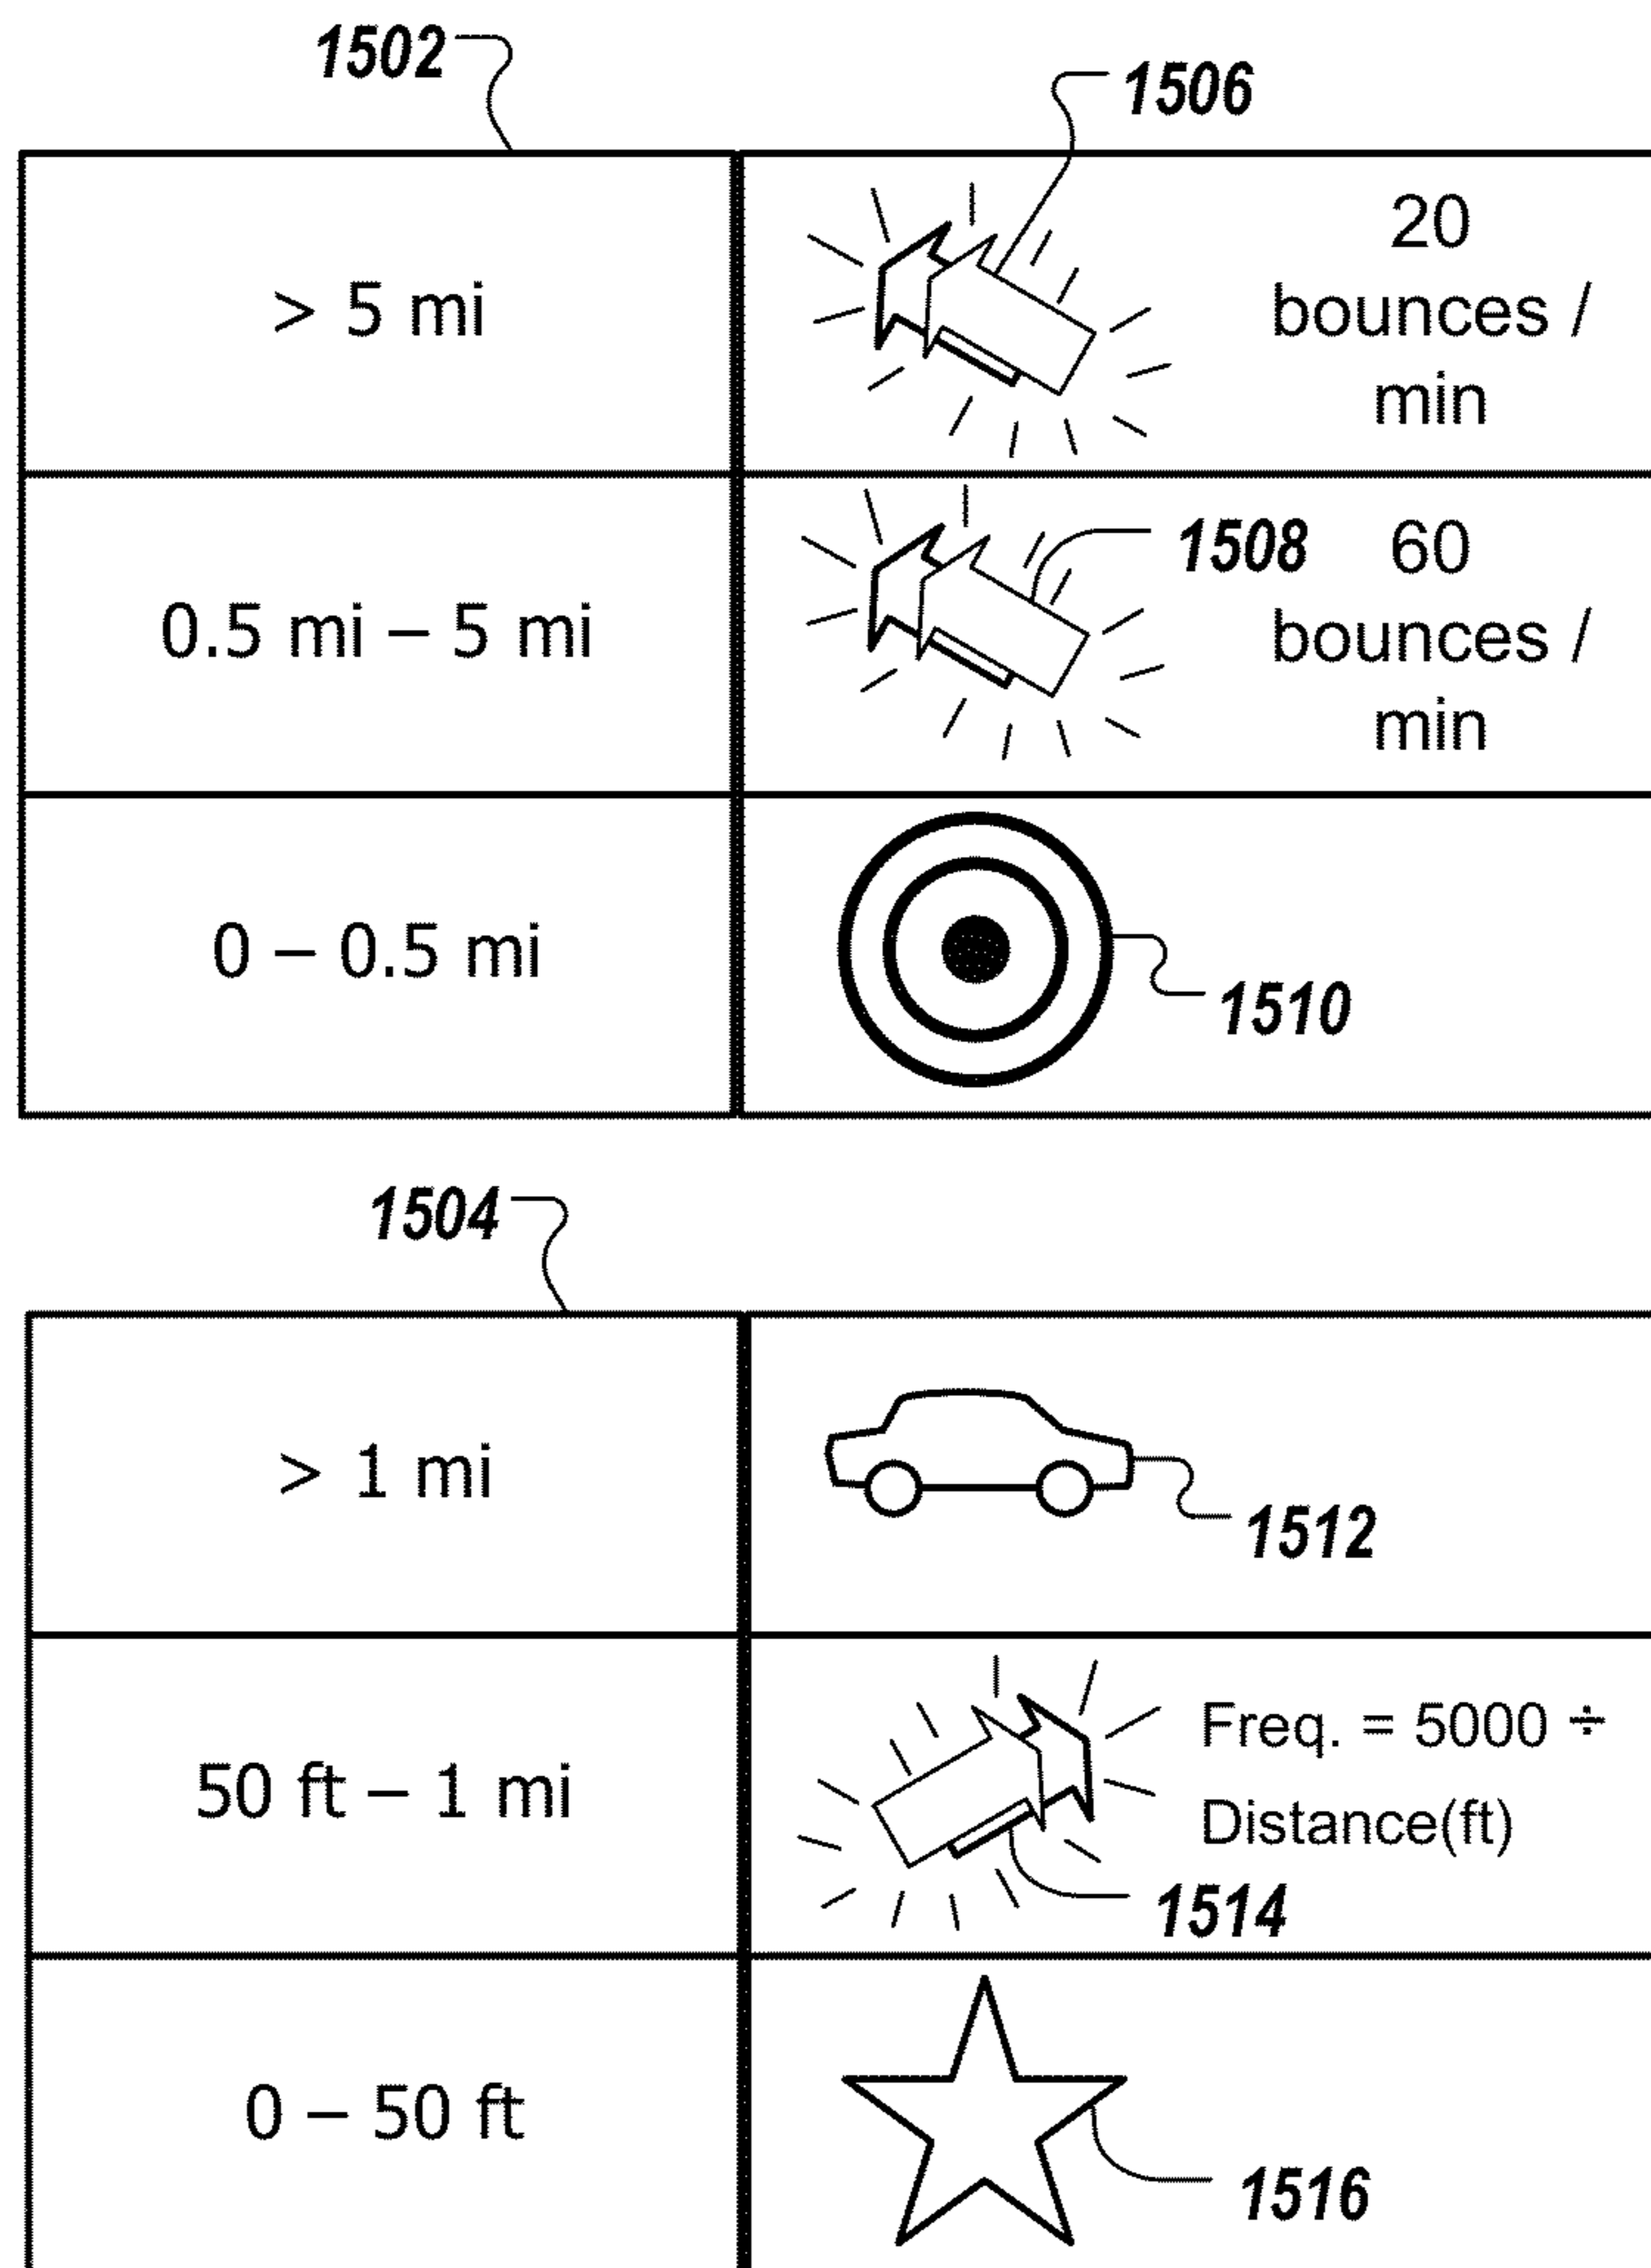 1502
1506
> 5 mi
20
bounces /
min
0.5 mi – 5 mi
1508
60
bounces /
min
0 – 0.5 mi
1510
1504
> 1 mi
1512
50 ft – 1 mi
Freq. = 5000 ÷
Distance(ft)
1514
0 – 50 ft
1516